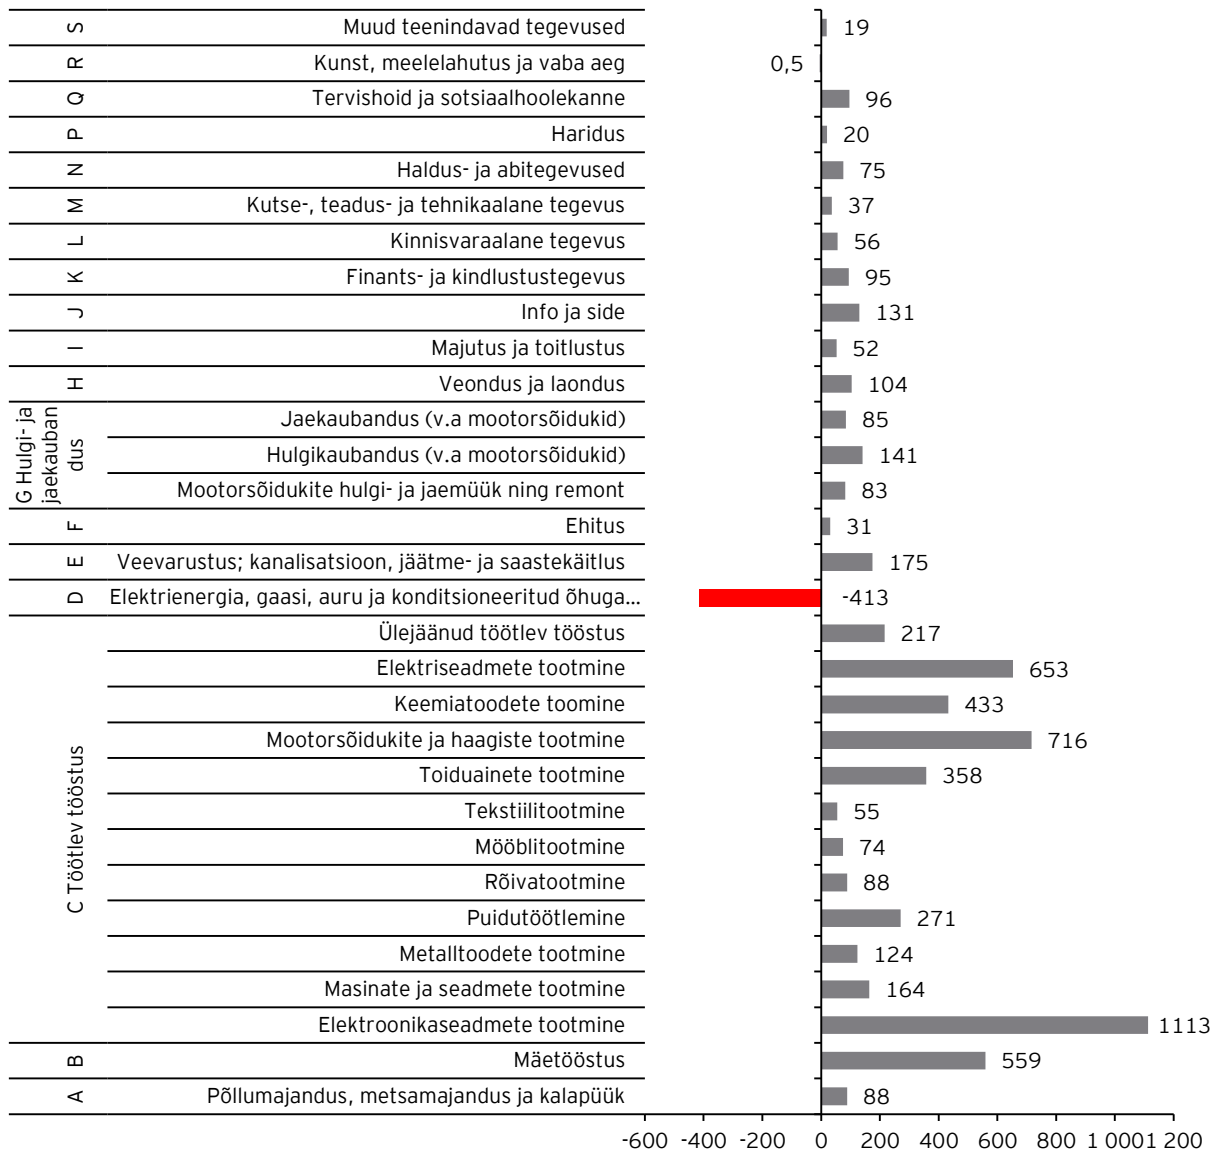 S Muud teenindavad tegevused 19
R Kunst, meelelahutus ja vaba aeg 0,5
Q Tervishoid ja sotsiaalhoolekanne 96
P Haridus 20
N Haldus- ja abitegevused 75
M Kutse-, teadus- ja tehnikaalane tegevus 37
L Kinnisvaraalane tegevus 56
K Finants- ja kindlustustegevus 95
J Info ja side 131
I Majutus ja toitlustus 52
H Veondus ja laondus 104
G Hulgi- ja
jaekauban
dus
Jaekaubandus (v.a mootorsõidukid) 85
Hulgikaubandus (v.a mootorsõidukid) 141
Mootorsõidukite hulgi- ja jaemüük ning remont 83
F Ehitus 31
E Veevarustus; kanalisatsioon, jäätme- ja saastekäitlus 175
D Elektrienergia, gaasi, auru ja konditsioneeritud õhuga... -413
C Töötlev tööstus
Ülejäänud töötlev tööstus 217
Elektriseadmete tootmine 653
Keemiatoodete toomine 433
Mootorsõidukite ja haagiste tootmine 716
Toiduainete tootmine 358
Tekstiilitootmine 55
Mööblitootmine 74
Rõivatootmine 88
Puidutöötlemine 271
Metalltoodete tootmine 124
Masinate ja seadmete tootmine 164
Elektroonikaseadmete tootmine 1113
B Mäetööstus 559
A Põllumajandus, metsamajandus ja kalapüük 88
-600 -400 -200 0 200 400 600 800 1 000 1 200